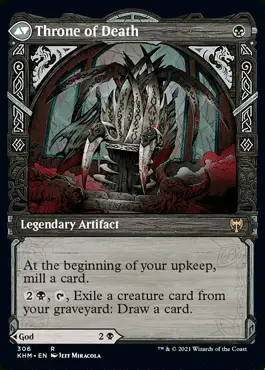 Throne of Death
Legendary Artifact
At the beginning of your upkeep,
mill a card.
2, Exile a creature card from
your graveyard: Draw a card.
God 2
306 R
KHM • EN Jeff Miracola
™ & © 2021 Wizards of the Coast